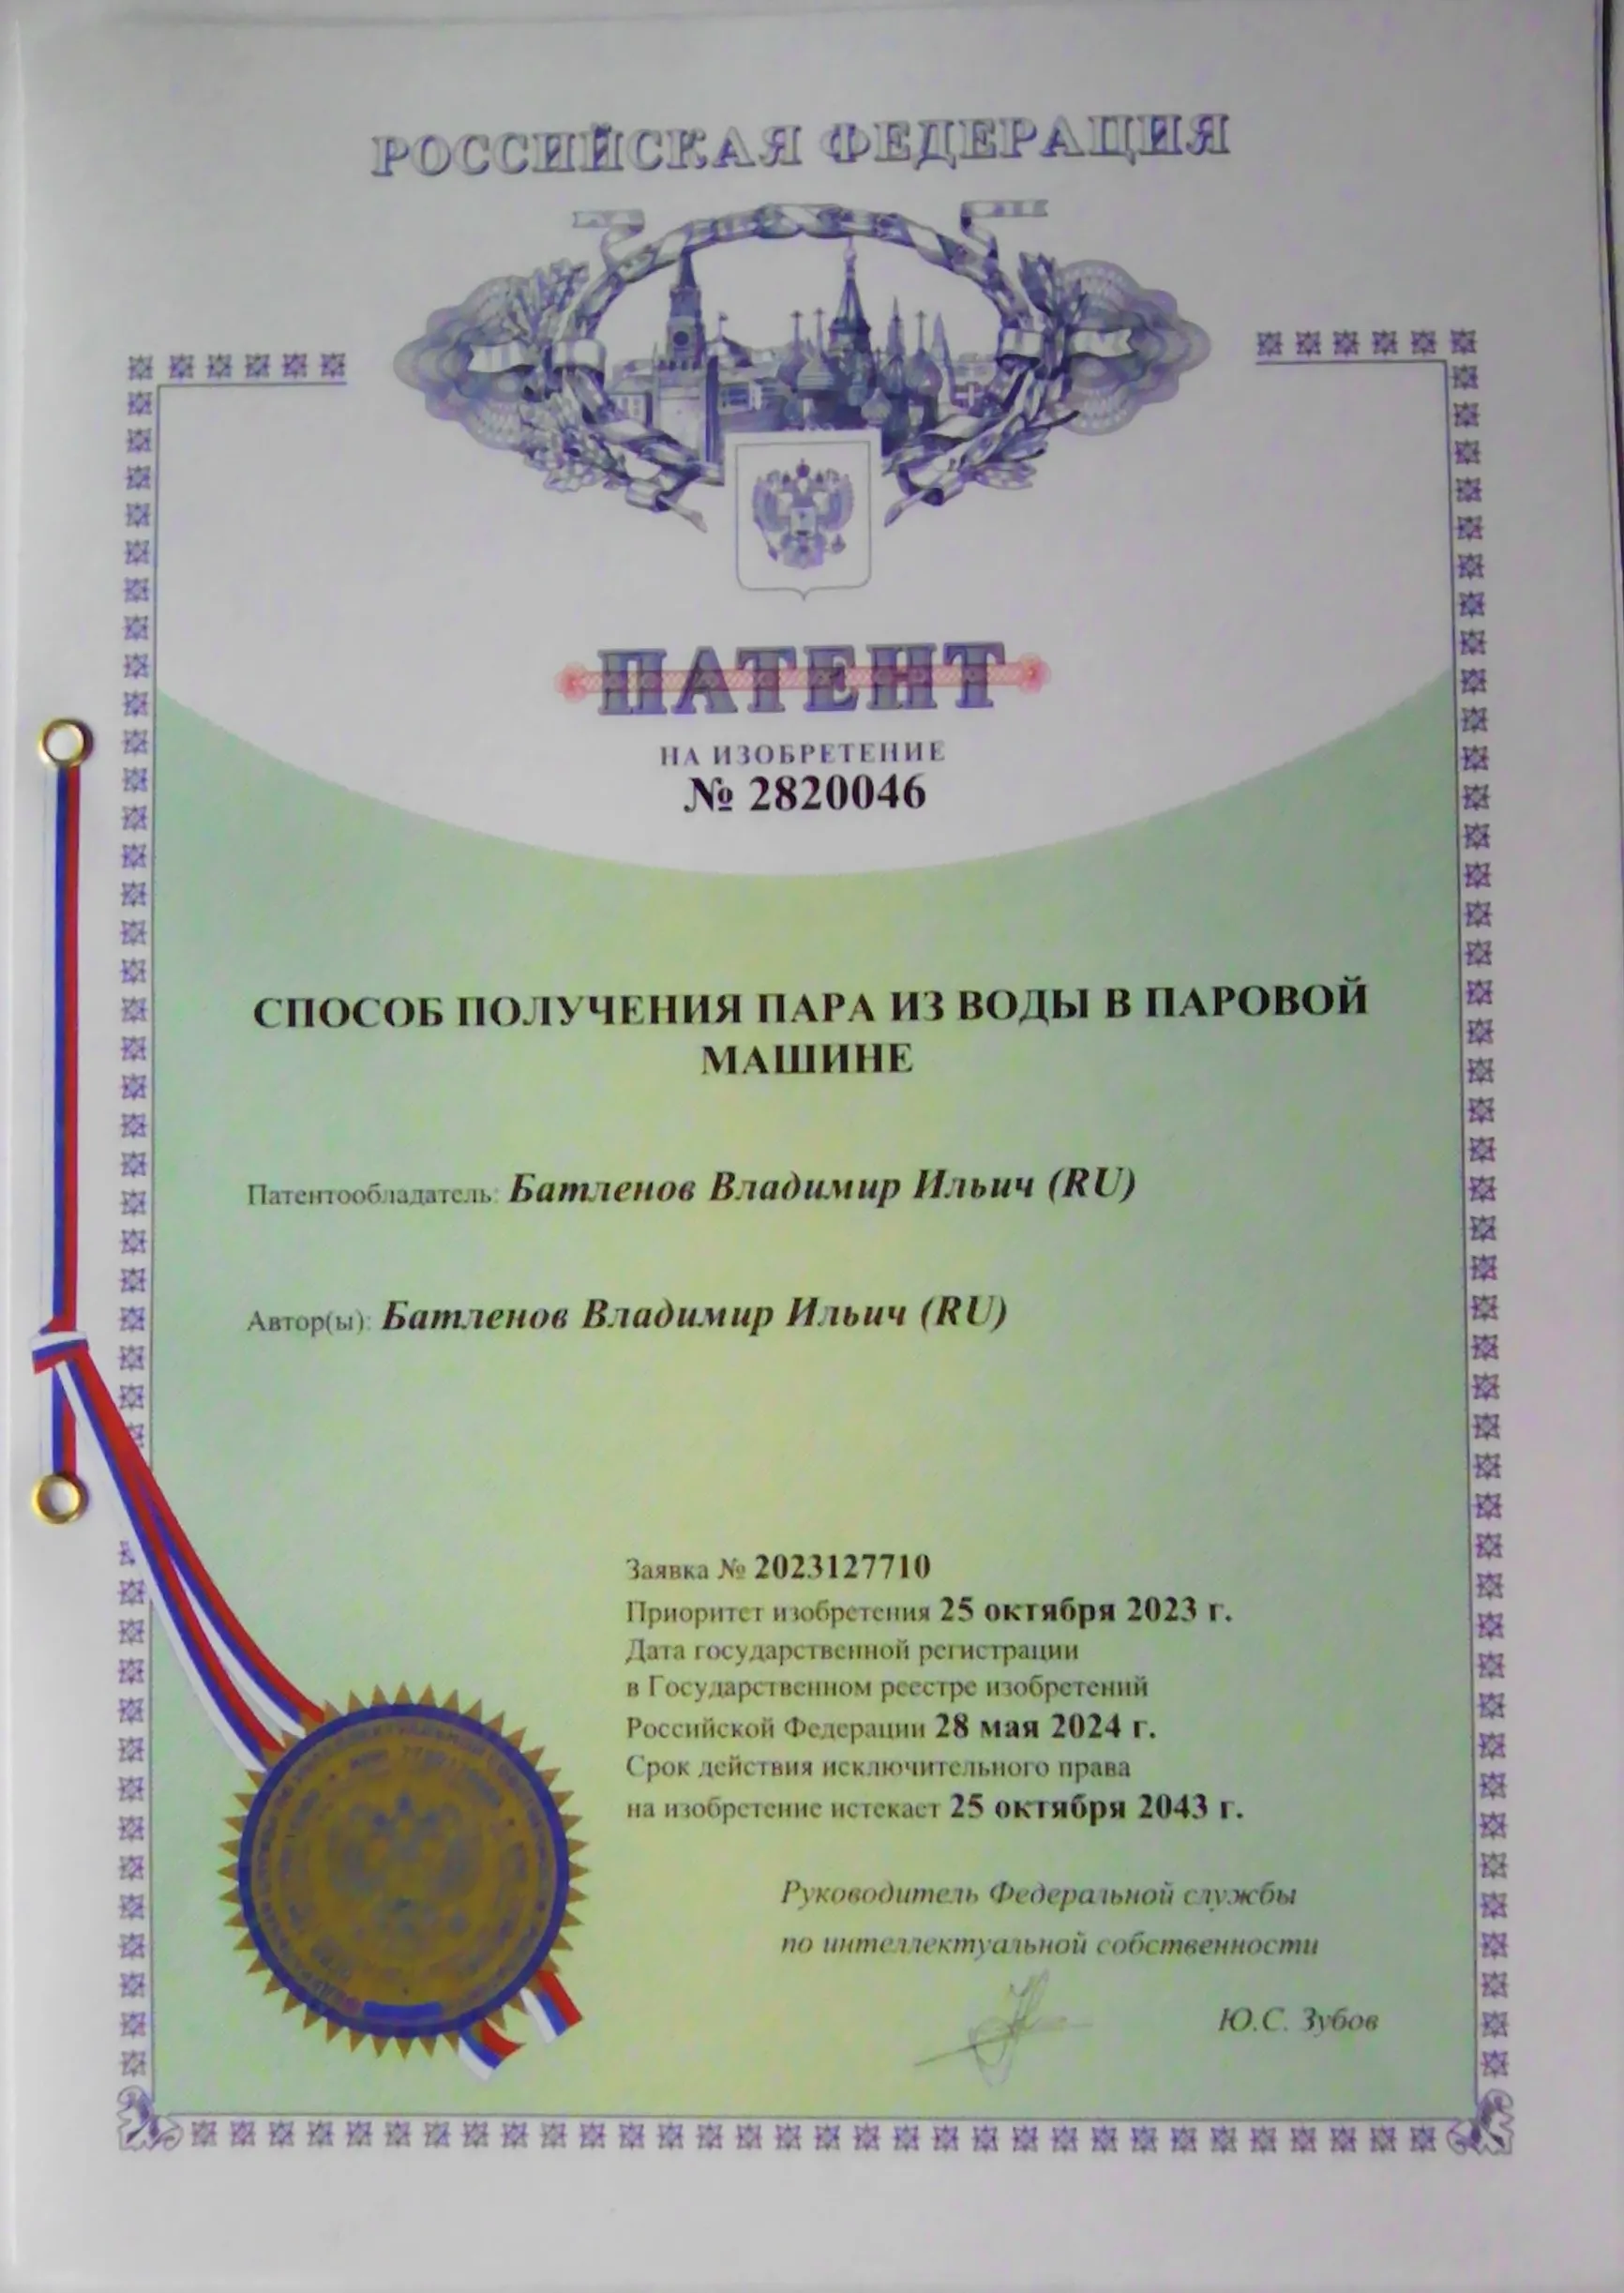 РОССИЙСКАЯ ФЕДЕРАЦИЯ
ПАТЕНТ
НА ИЗОБРЕТЕНИЕ
№ 2820046
СПОСОБ ПОЛУЧЕНИЯ ПАРА ИЗ ВОДЫ В ПАРОВОЙ
МАШИНЕ
Патентообладатель: Батленов Владимир Ильич (RU)
Автор(ы): Батленов Владимир Ильич (RU)
Заявка № 2023127710
Приоритет изобретения 25 октября 2023 г.
Дата государственной регистрации
в Государственном реестре изобретений
Российской Федерации 28 мая 2024 г.
Срок действия исключительного права
на изобретение истекает 25 октября 2043 г.
Руководитель Федеральной службы
по интеллектуальной собственности
Ю.С. Зубов